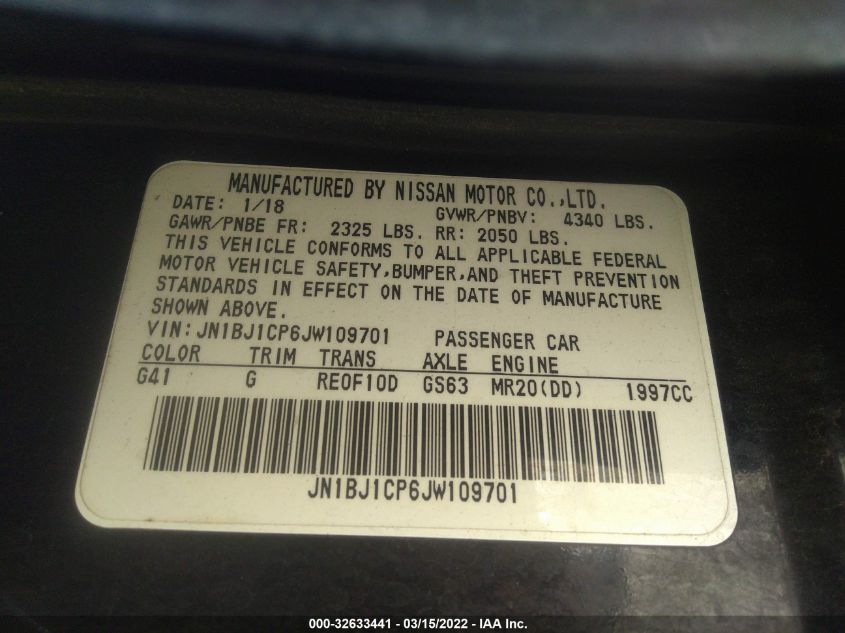 MANUFACTURED BY NISSAN MOTOR CO.,LTD.
DATE: 1/18 GVWR/PNBV: 4340 LBS.
GAWR/PNBE FR: 2325 LBS. RR: 2050 LBS.
THIS VEHICLE CONFORMS TO ALL APPLICABLE FEDERAL
MOTOR VEHICLE SAFETY,BUMPER,AND THEFT PREVENTION
STANDARDS IN EFFECT ON THE DATE OF MANUFACTURE
SHOWN ABOVE.
VIN: JN1BJ1CP6JW109701 PASSENGER CAR
COLOR TRIM TRANS AXLE ENGINE
G41 G RE0F10D GS63 MR20(DD) 1997CC
JN1BJ1CP6JW109701
000-32633441 — 03/15/2022 — IAA Inc.